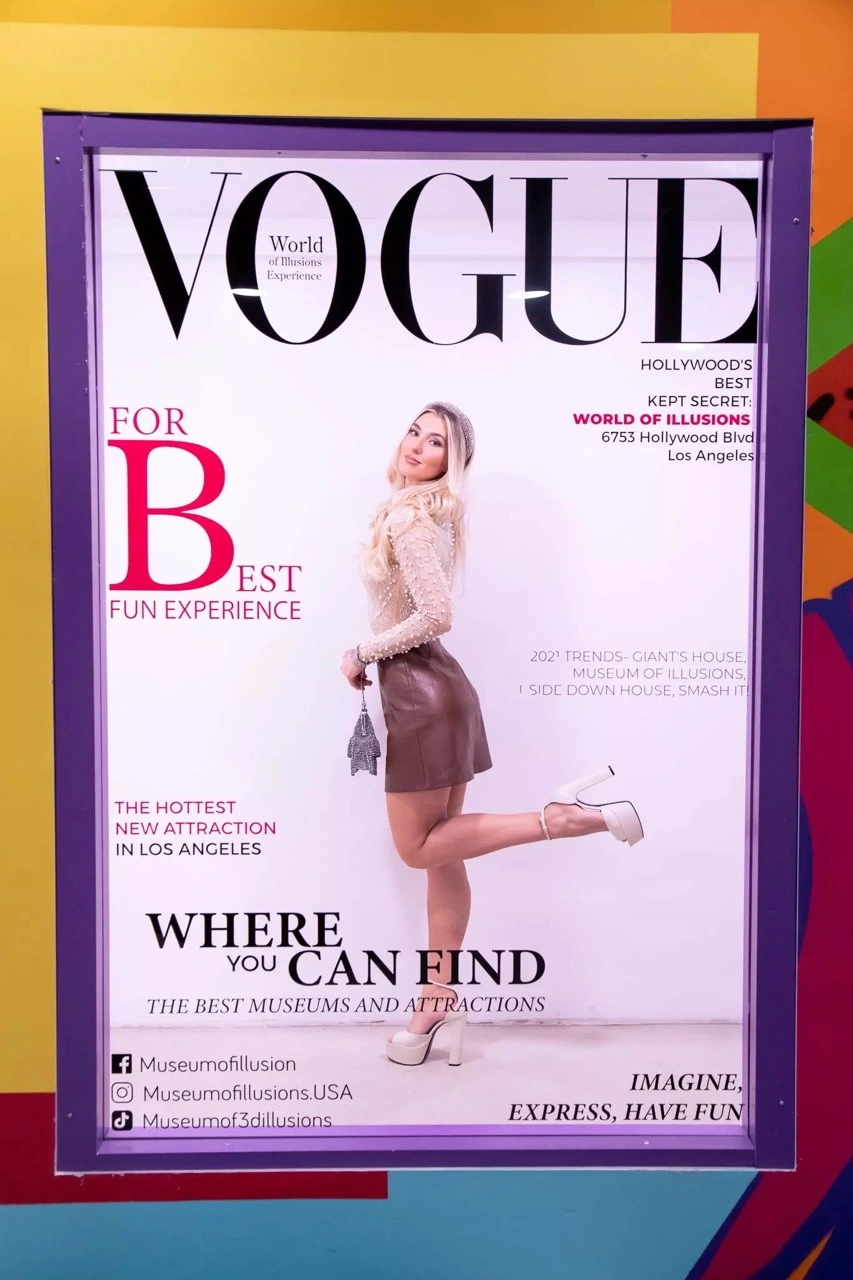 VOGUE
World
of Illusions
Experience
HOLLYWOOD'S
BEST
KEPT SECRET:
WORLD OF ILLUSIONS
6753 Hollywood Blvd
Los Angeles
FOR
BEST
FUN EXPERIENCE
2021 TRENDS- GIANT'S HOUSE,
MUSEUM OF ILLUSIONS,
SIDE DOWN HOUSE, SMASH IT!
THE HOTTEST
NEW ATTRACTION
IN LOS ANGELES
WHERE
YOU CAN FIND
THE BEST MUSEUMS AND ATTRACTIONS
Museumofillusion
Museumofillusions.USA
Museumof3dillusions
IMAGINE,
EXPRESS, HAVE FUN